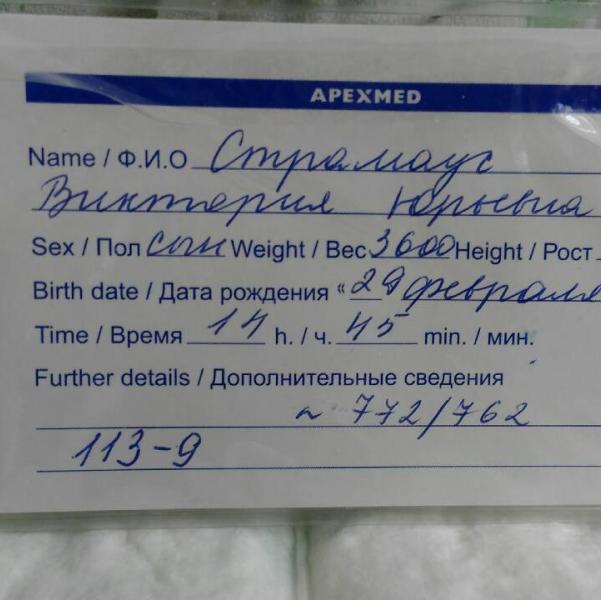 APEXMED
Name / Ф.И.О Страмаус
Виктория Юрьевна
Sex / Пол сын Weight / Вес 3600 Height / Рост
Birth date / Дата рождения “29 февраля
Time / Время 14 h. / ч. 45 min. / мин.
Further details / Дополнительные сведения
~ 772/762
113-9